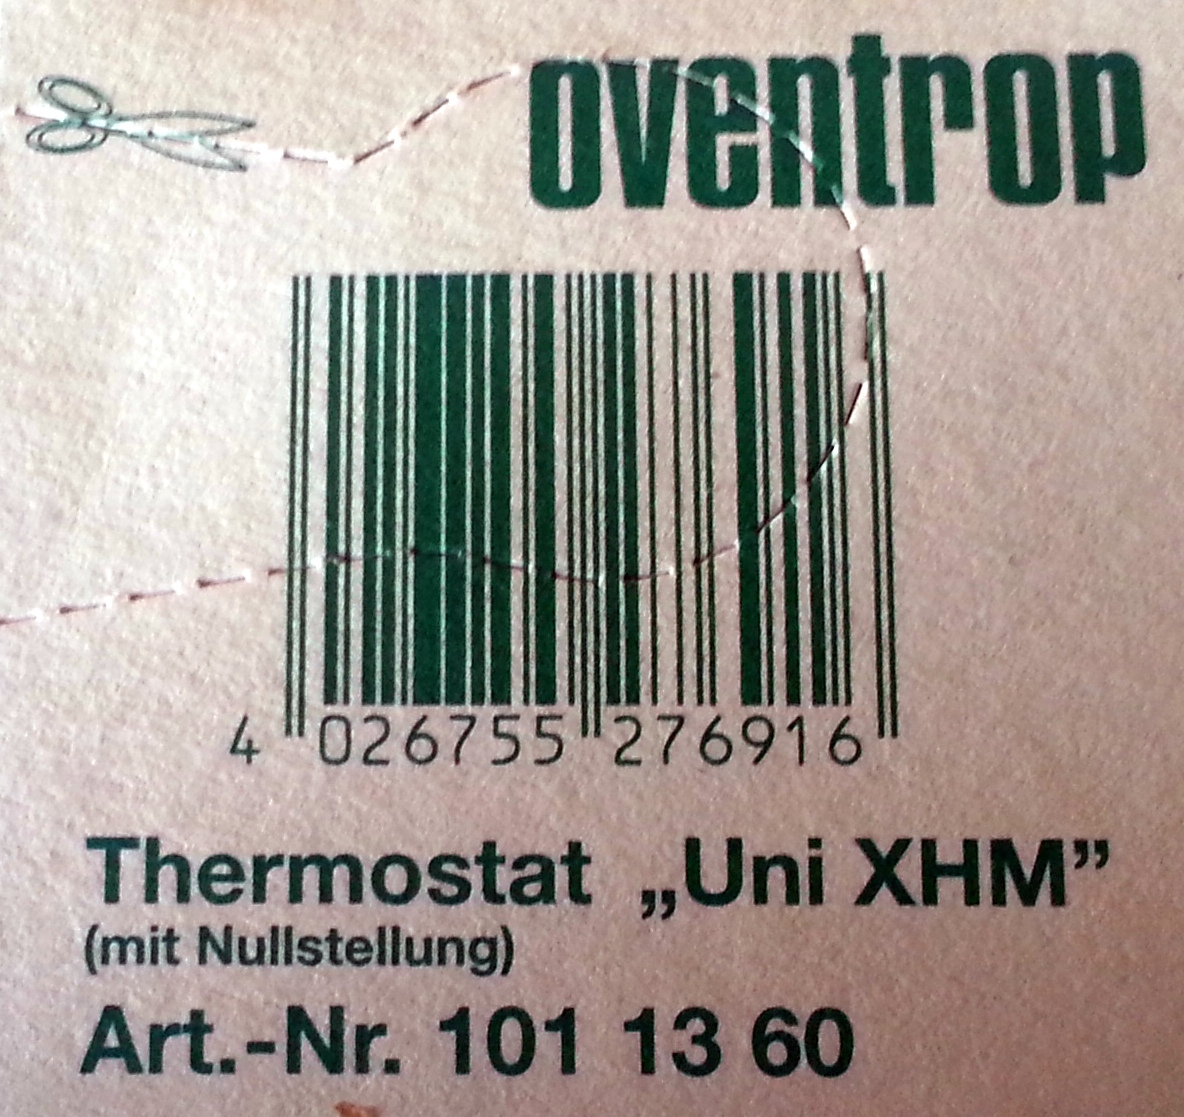 oventrop
4 026755 276916
Thermostat „Uni XHM”
(mit Nullstellung)
Art.-Nr. 101 13 60